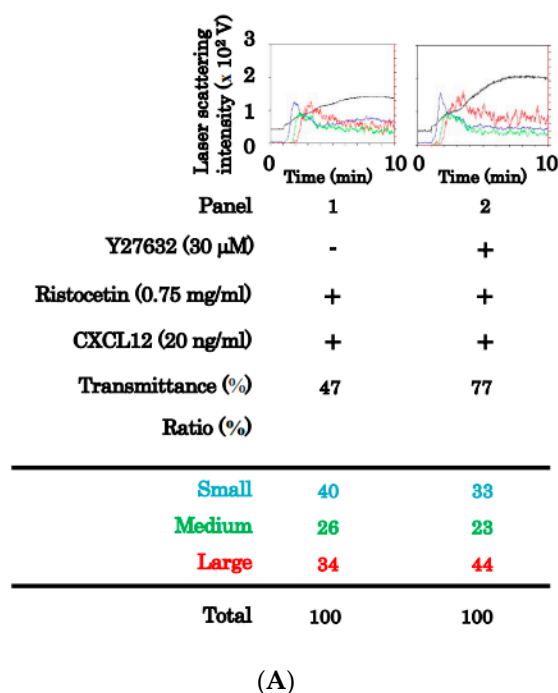 Laser scattering
intensity (x 10² V)
3
2
1
0
0 10 0 10
Time (min) Time (min)
Panel 1 2
Y27632 (30 μM) - +
Ristocetin (0.75 mg/ml) + +
CXCL12 (20 ng/ml) + +
Transmittance (%) 47 77
Ratio (%)
Small 40 33
Medium 26 23
Large 34 44
Total 100 100
(A)